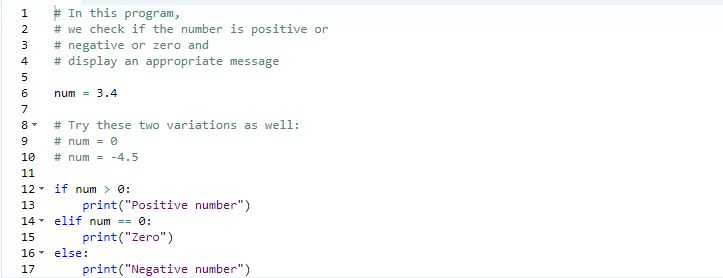 1 # In this program,
2 # we check if the number is positive or
3 # negative or zero and
4 # display an appropriate message
5
6 num = 3.4
7
8 # Try these two variations as well:
9 # num = 0
10 # num = -4.5
11
12 if num > 0:
13     print("Positive number")
14 elif num == 0:
15     print("Zero")
16 else:
17     print("Negative number")